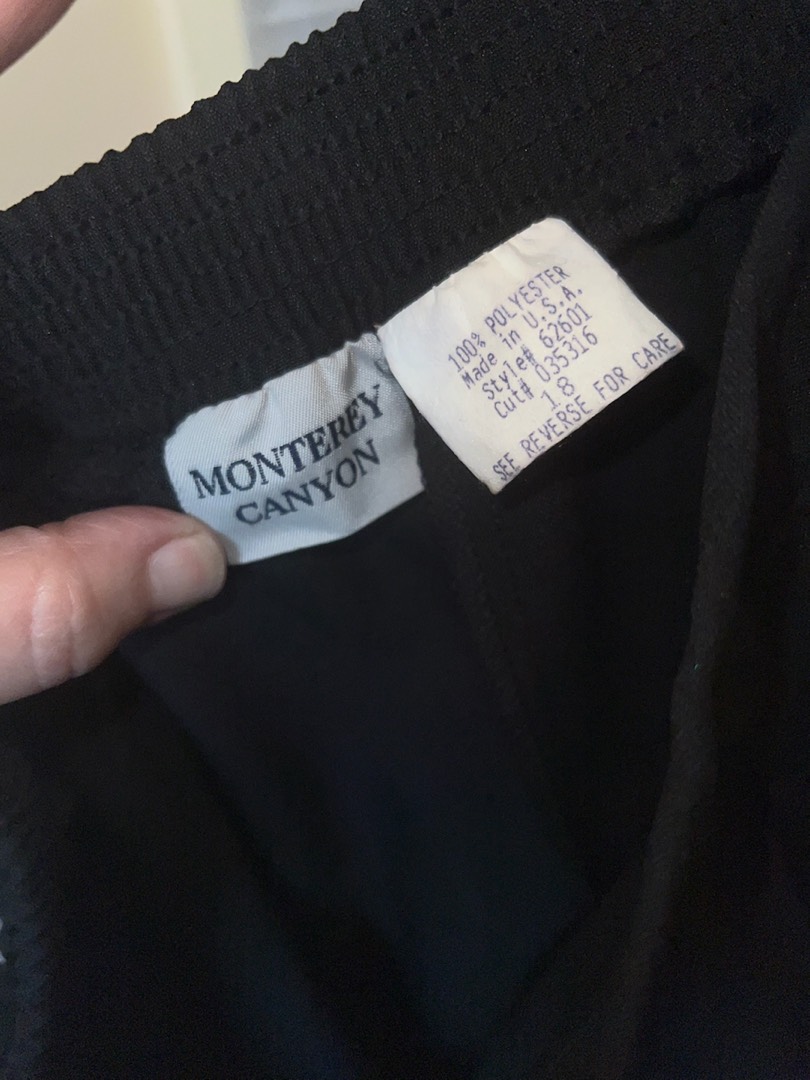 MONTEREY
CANYON
100% POLYESTER
Made in U.S.A.
Style# 62601
Cut# 035316
18
SEE REVERSE FOR CARE